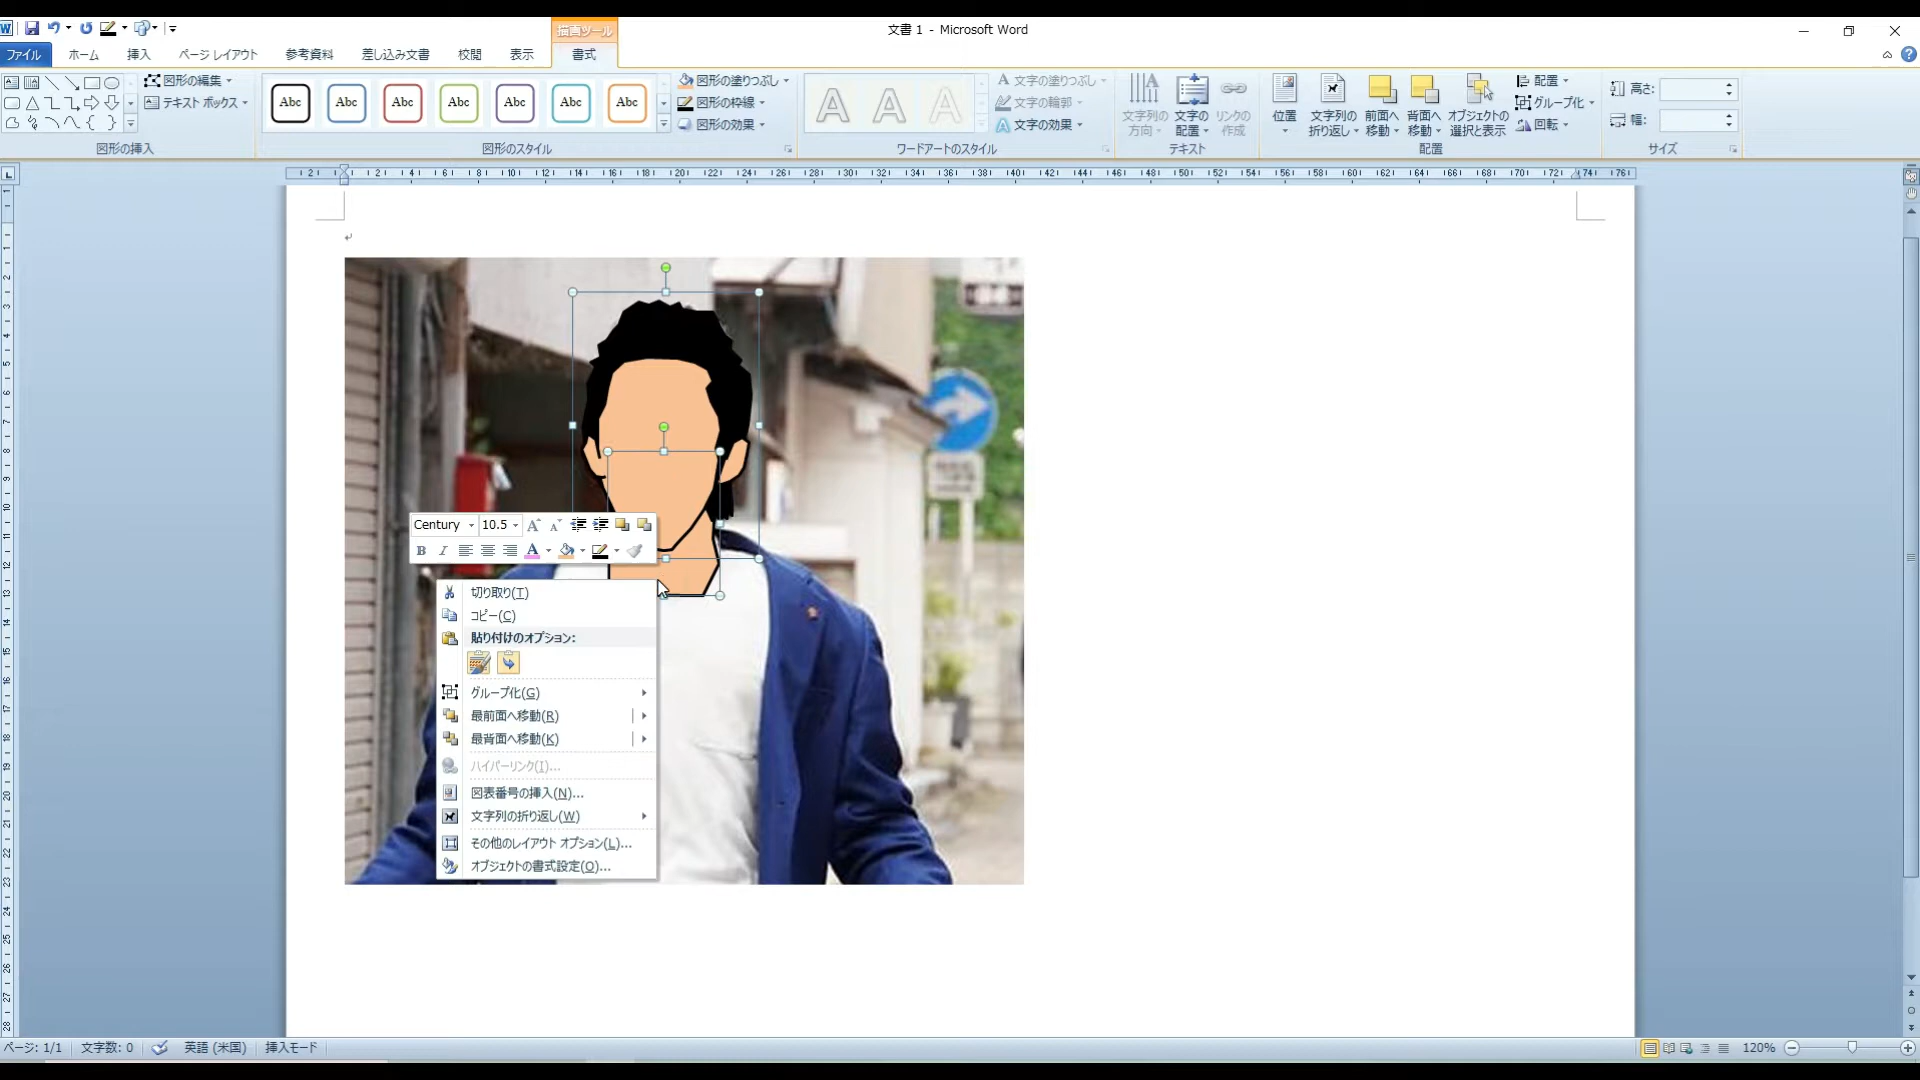 文書 1 - Microsoft Word
描画ツール
ファイル ホーム 挿入 ページ レイアウト 参考資料 差し込み文書 校閲 表示 書式
図形の編集
テキスト ボックス
図形の挿入
Abc Abc Abc Abc Abc Abc Abc
図形の塗りつぶし
図形の枠線
図形の効果
図形のスタイル
A A A
文字の塗りつぶし
文字の輪郭
文字の効果
ワードアートのスタイル
文字列の方向
文字の配置
リンクの作成
テキスト
位置
文字列の折り返し
前面へ移動
背面へ移動
オブジェクトの選択と表示
配置
グループ化
回転
配置
高さ:
幅:
サイズ
Century 10.5
B I A
切り取り(T)
コピー(C)
貼り付けのオプション:
グループ化(G)
最前面へ移動(R)
最背面へ移動(K)
ハイパーリンク(I)...
図表番号の挿入(N)...
文字列の折り返し(W)
その他のレイアウト オプション(L)...
オブジェクトの書式設定(O)...
ページ: 1/1 文字数: 0 英語 (米国) 挿入モード 120%